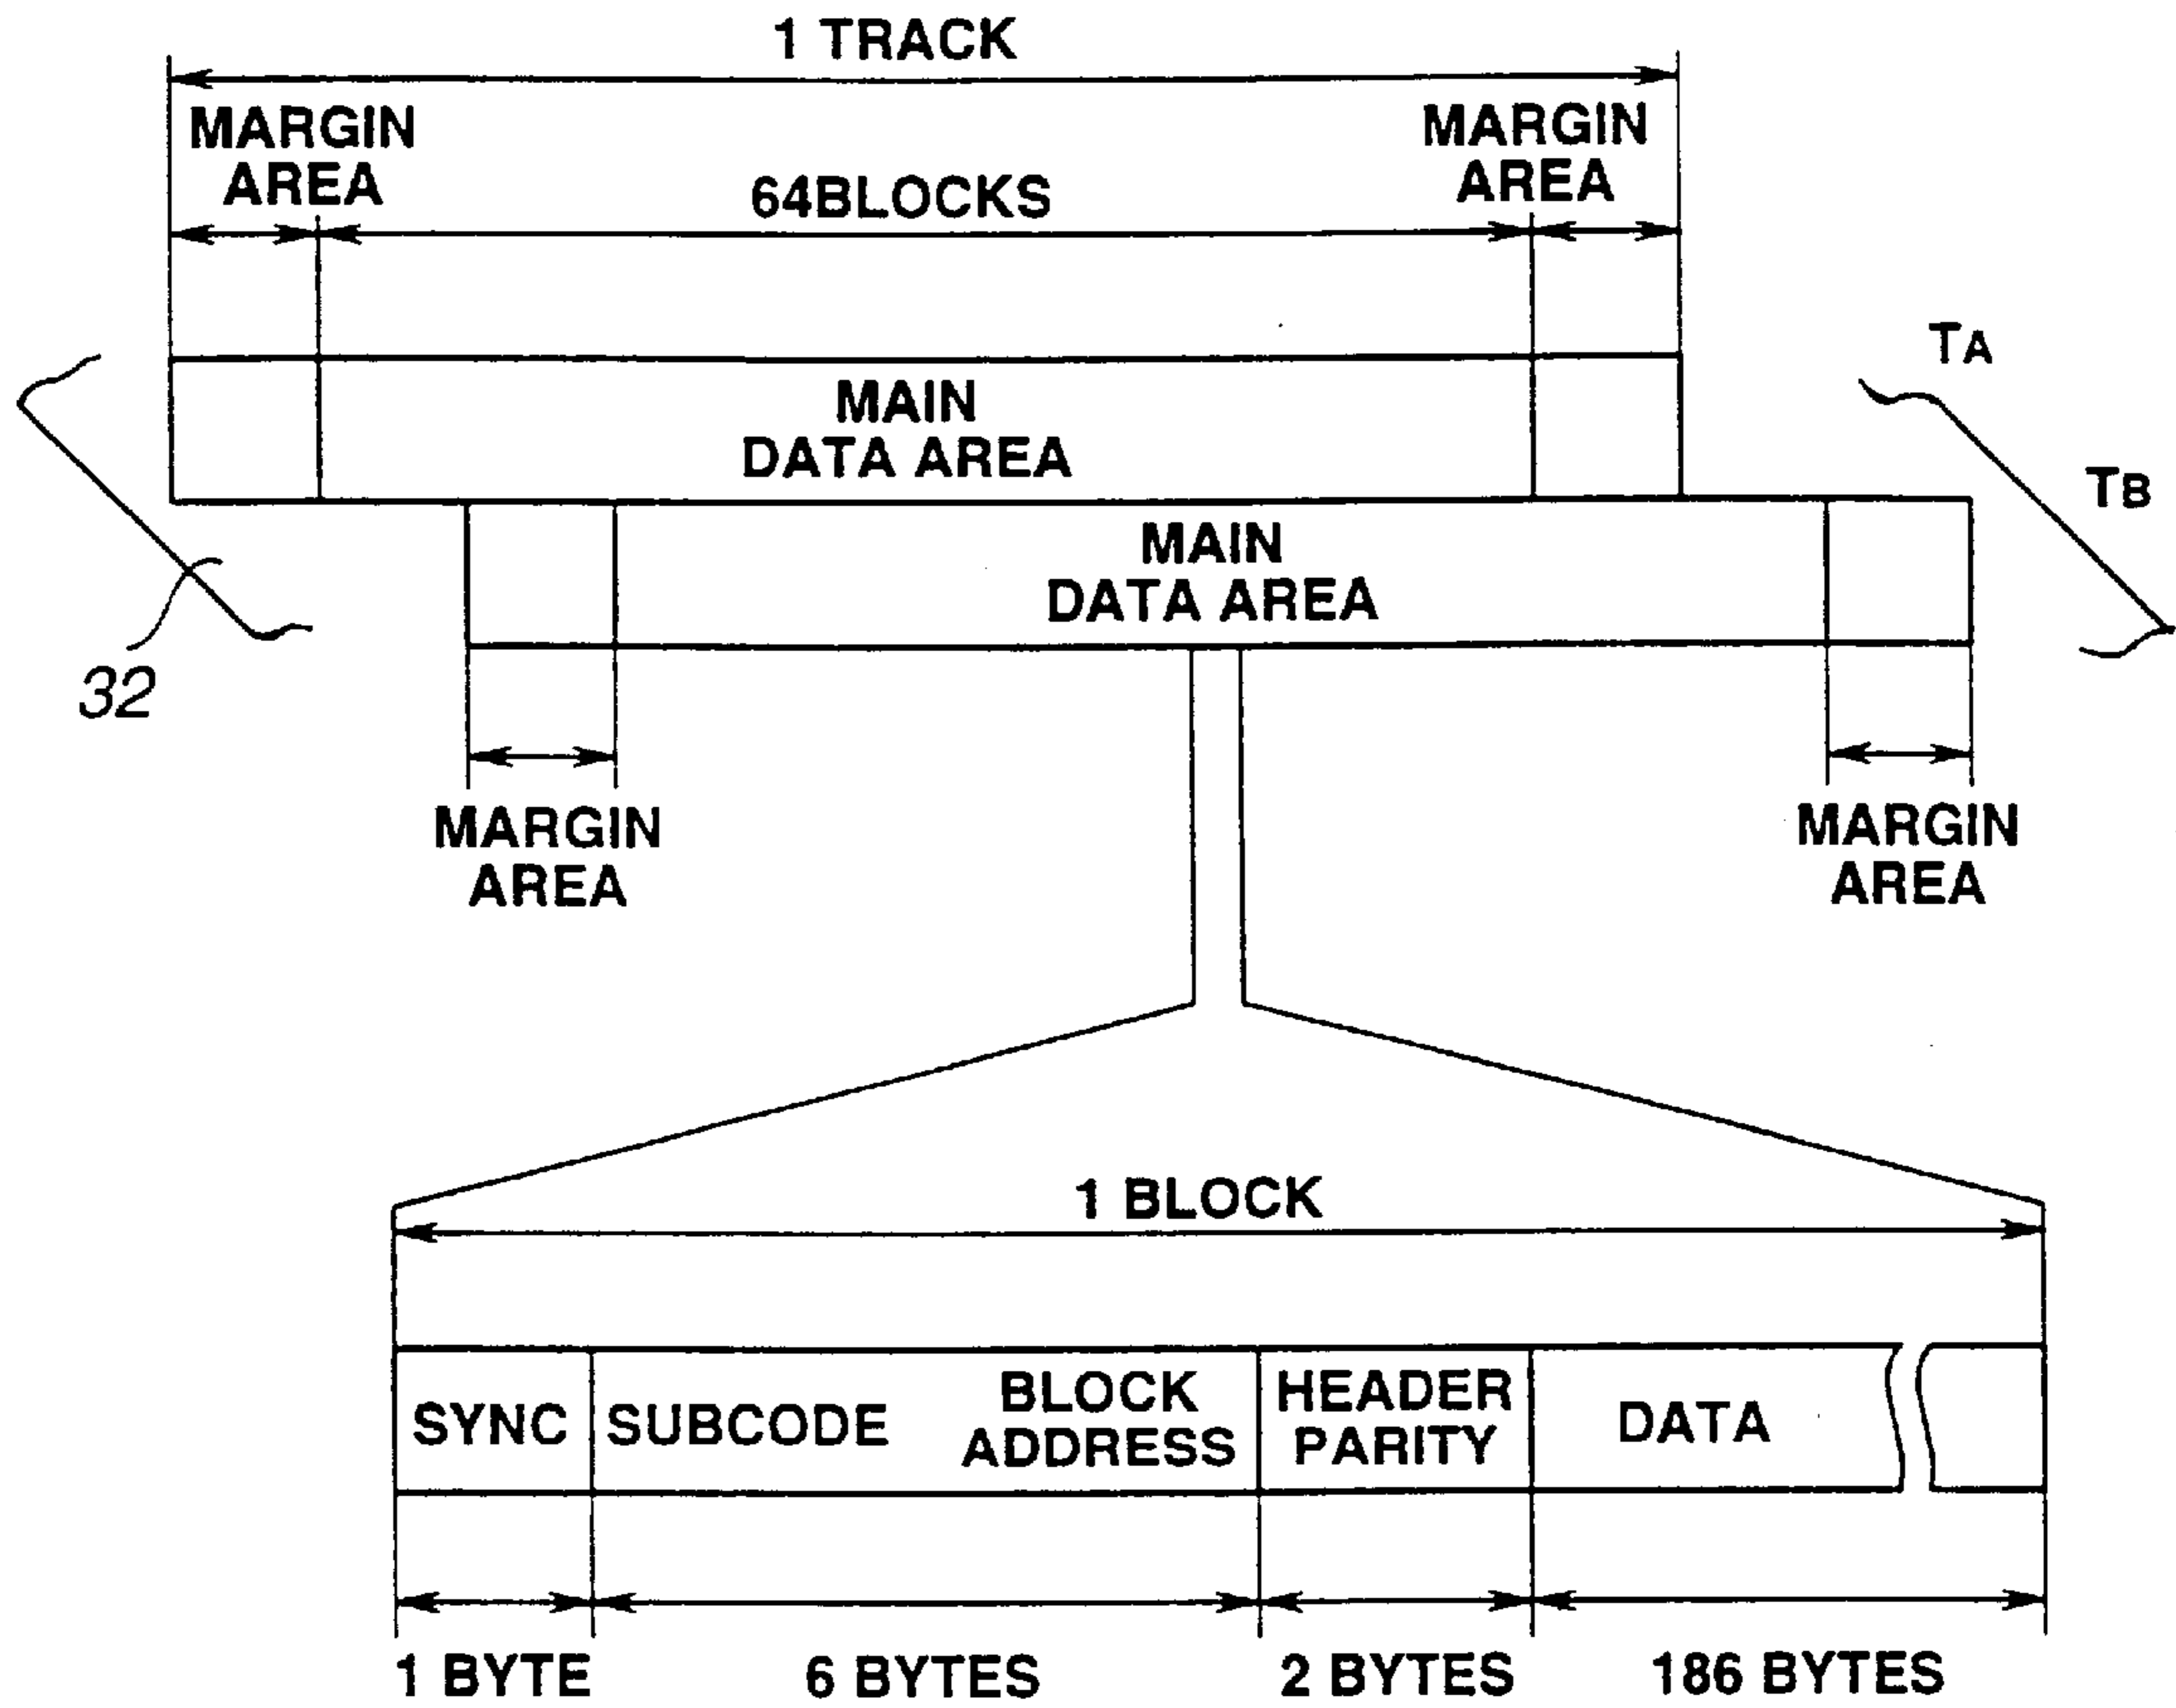 1 TRACK
MARGIN
AREA
64BLOCKS
MARGIN
AREA
TA
MAIN
DATA AREA
TB
MAIN
DATA AREA
32
MARGIN
AREA
MARGIN
AREA
1 BLOCK
SYNC
SUBCODE
BLOCK
ADDRESS
HEADER
PARITY
DATA
1 BYTE
6 BYTES
2 BYTES
186 BYTES